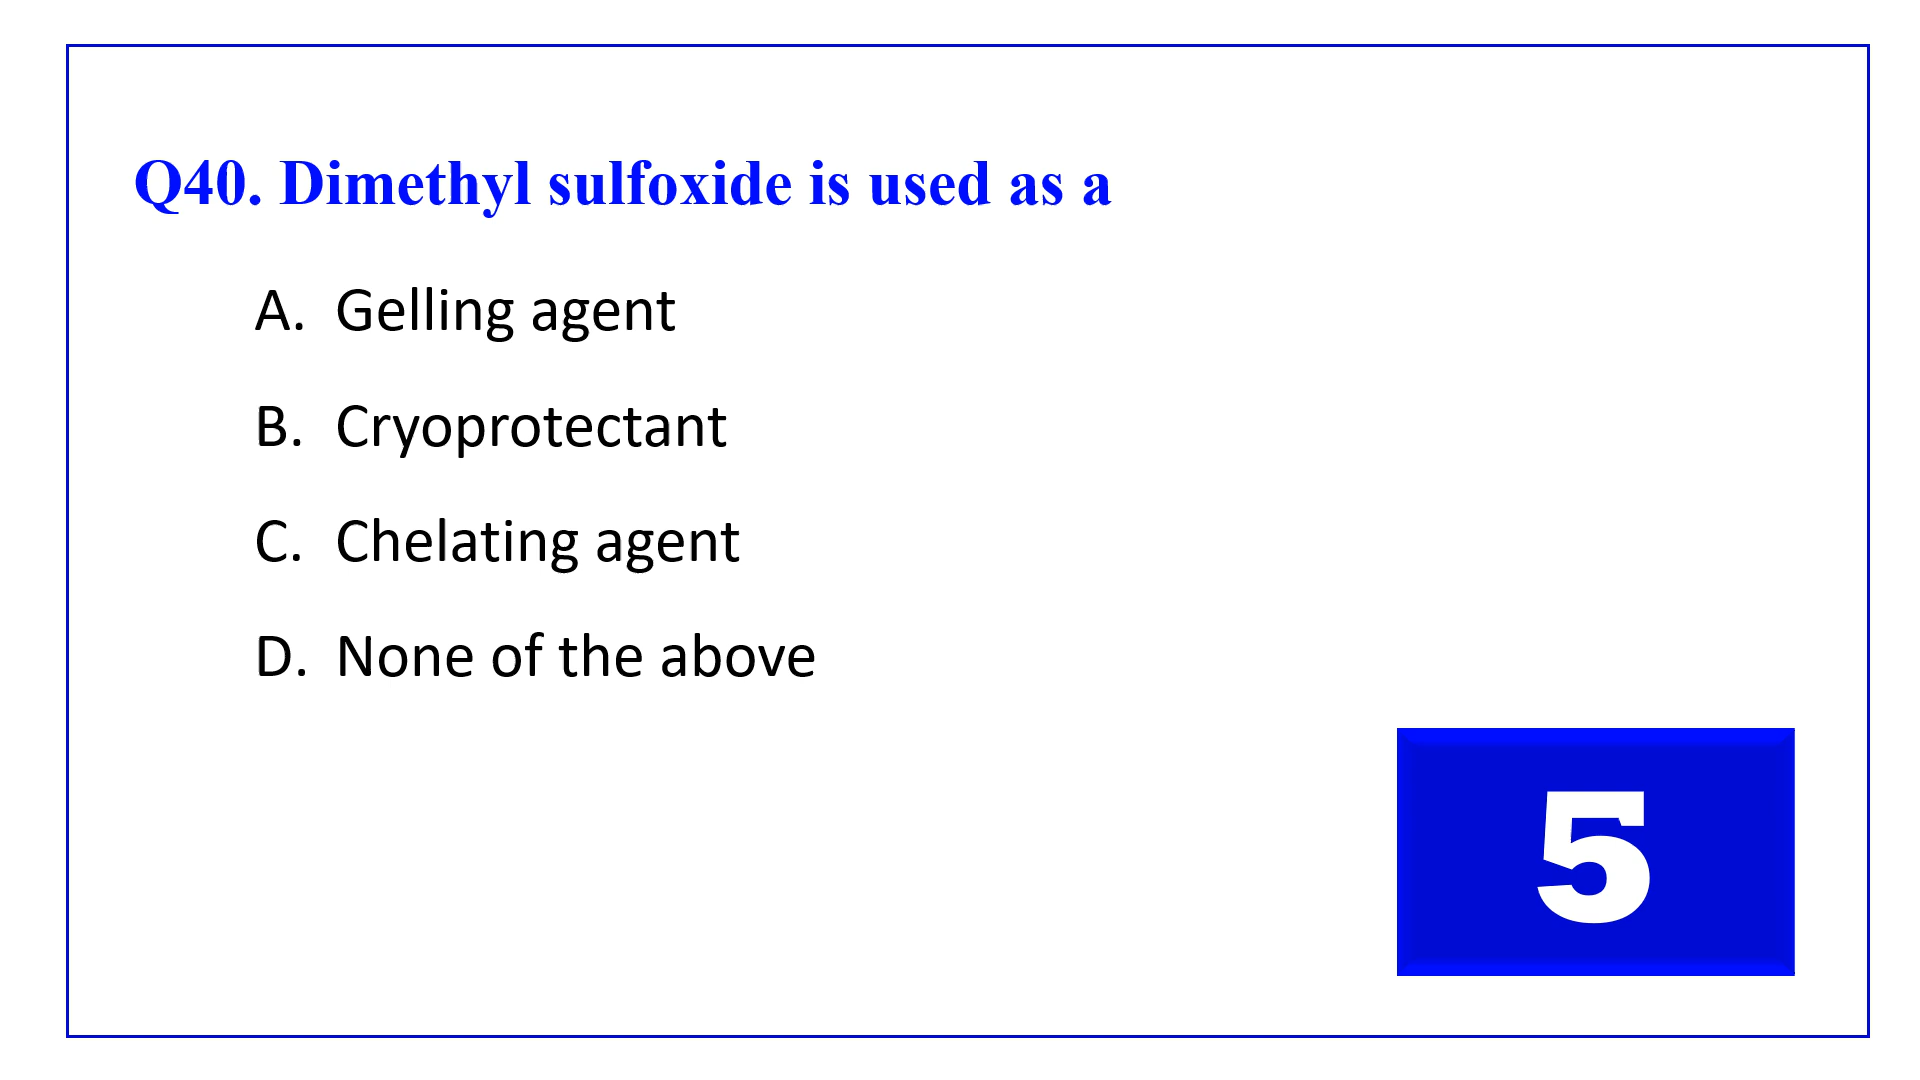 Q40. Dimethyl sulfoxide is used as a
A. Gelling agent
B. Cryoprotectant
C. Chelating agent
D. None of the above
5